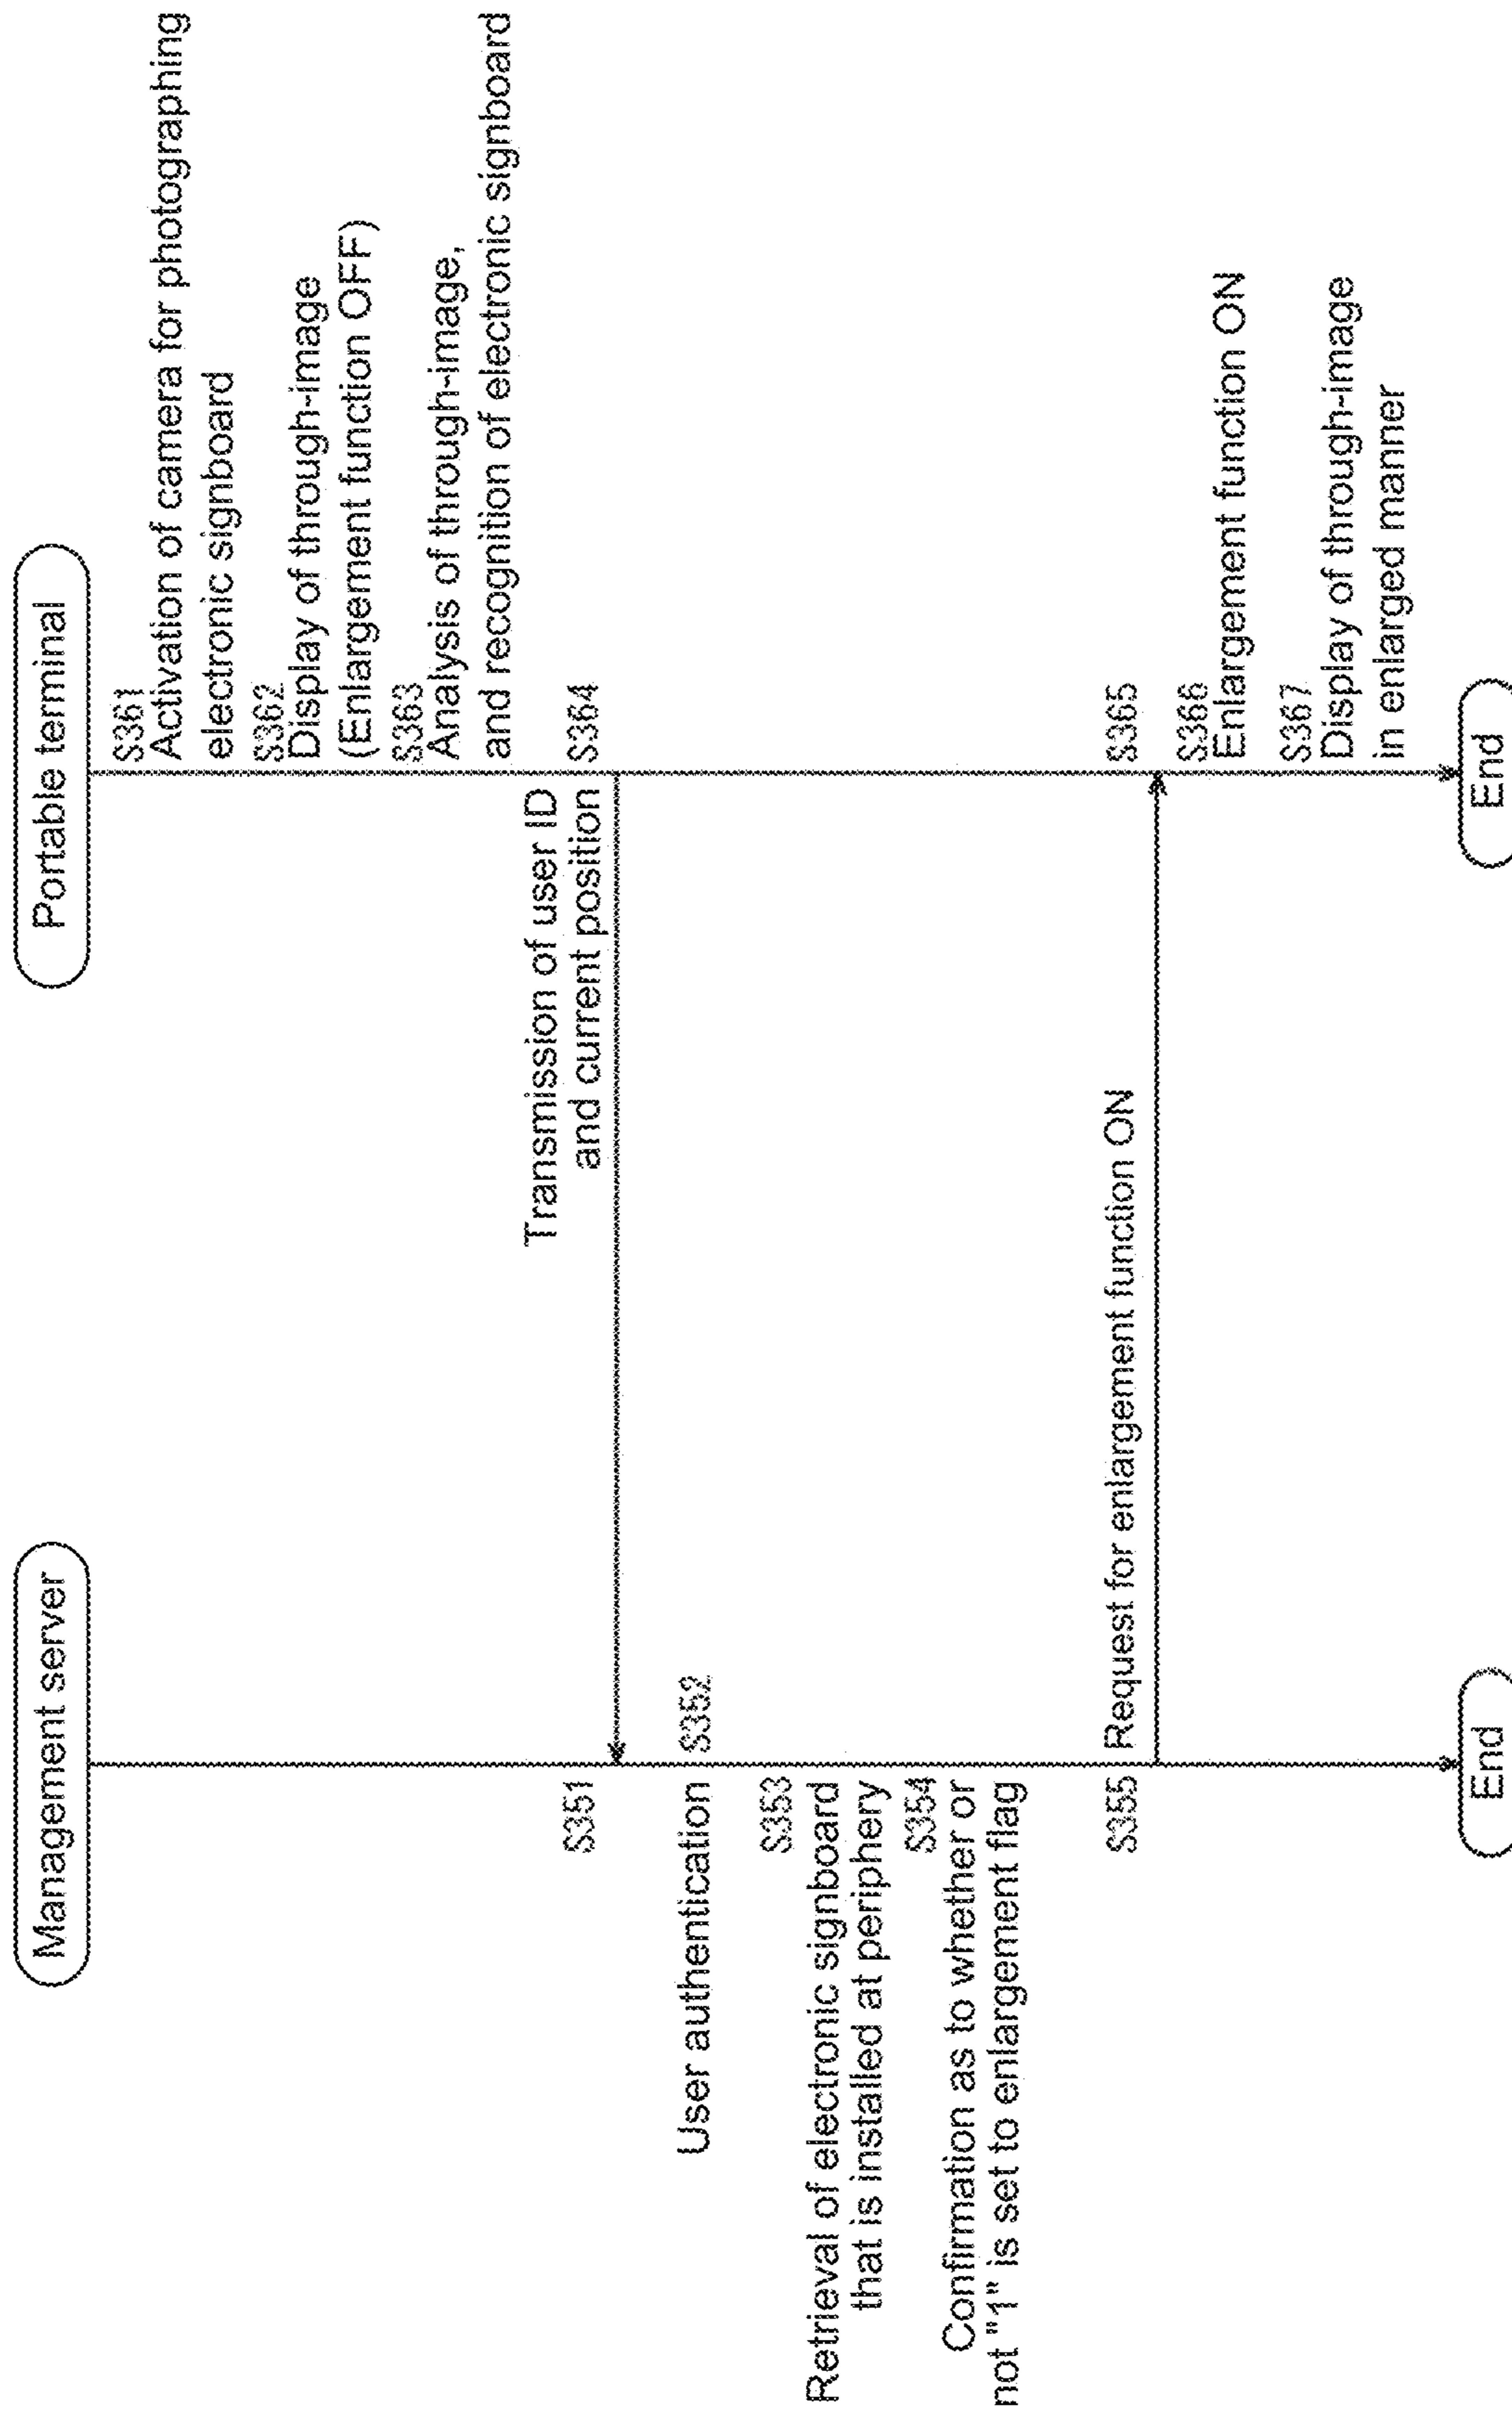 Management server
Portable terminal
S361
Activation of camera for photographing
electronic signboard
S362
Display of through-image
(Enlargement function OFF)
S363
Analysis of through-image,
and recognition of electronic signboard
Transmission of user ID
and current position
S351
S364
User authentication
S352
S353
Retrieval of electronic signboard
that is installed at periphery
S354
Confirmation as to whether or
not "1" is set to enlargement flag
S355
Request for enlargement function ON
S365
S366
Enlargement function ON
S367
Display of through-image
in enlarged manner
End
End